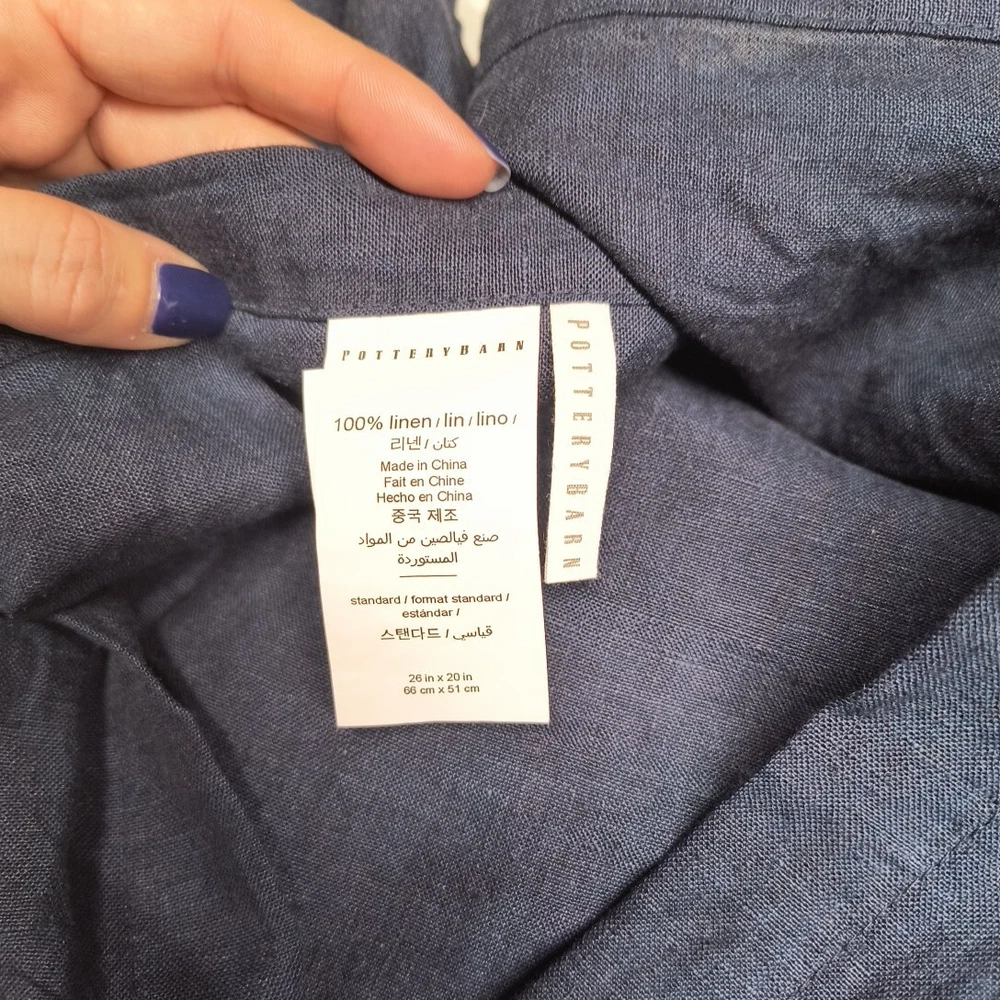 POTTERYBARN
100% linen / lin / lino /
리넨 / كتان
Made in China
Fait en Chine
Hecho en China
중국 제조
صنع فيالصين من المواد
المستوردة
standard / format standard /
estándar /
스탠다드 / قياسي
26 in x 20 in
66 cm x 51 cm
POTTERYBARN